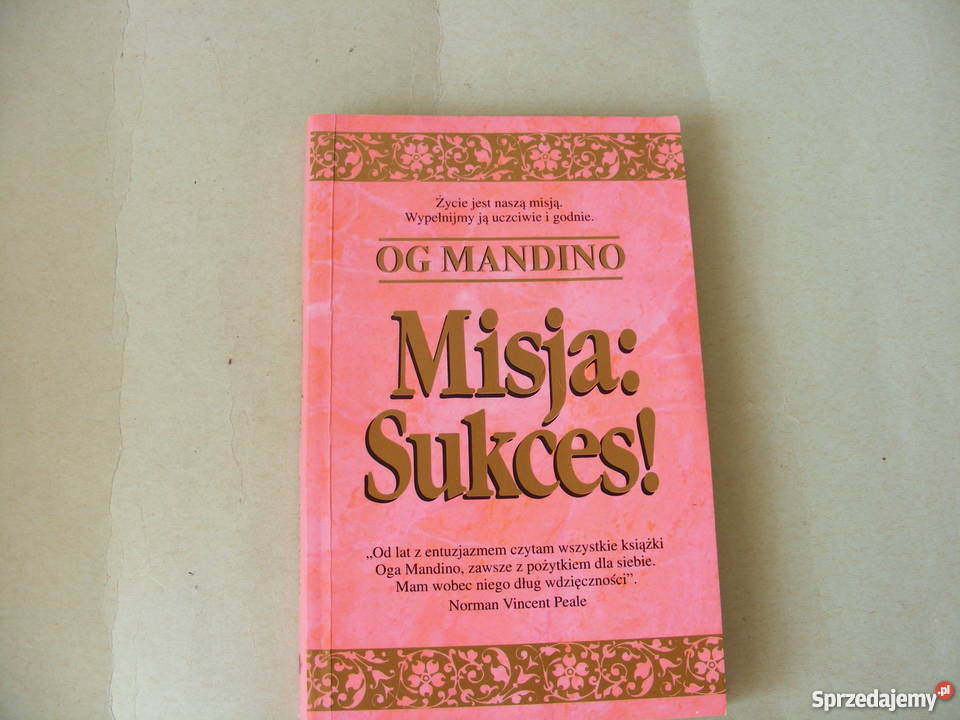 Życie jest naszą misją.
Wypełnijmy ją uczciwie i godnie.
OG MANDINO
Misja:
Sukces!
„Od lat z entuzjazmem czytam wszystkie książki
Oga Mandino, zawsze z pożytkiem dla siebie.
Mam wobec niego dług wdzięczności”.
Norman Vincent Peale
Sprzedajemy.pl